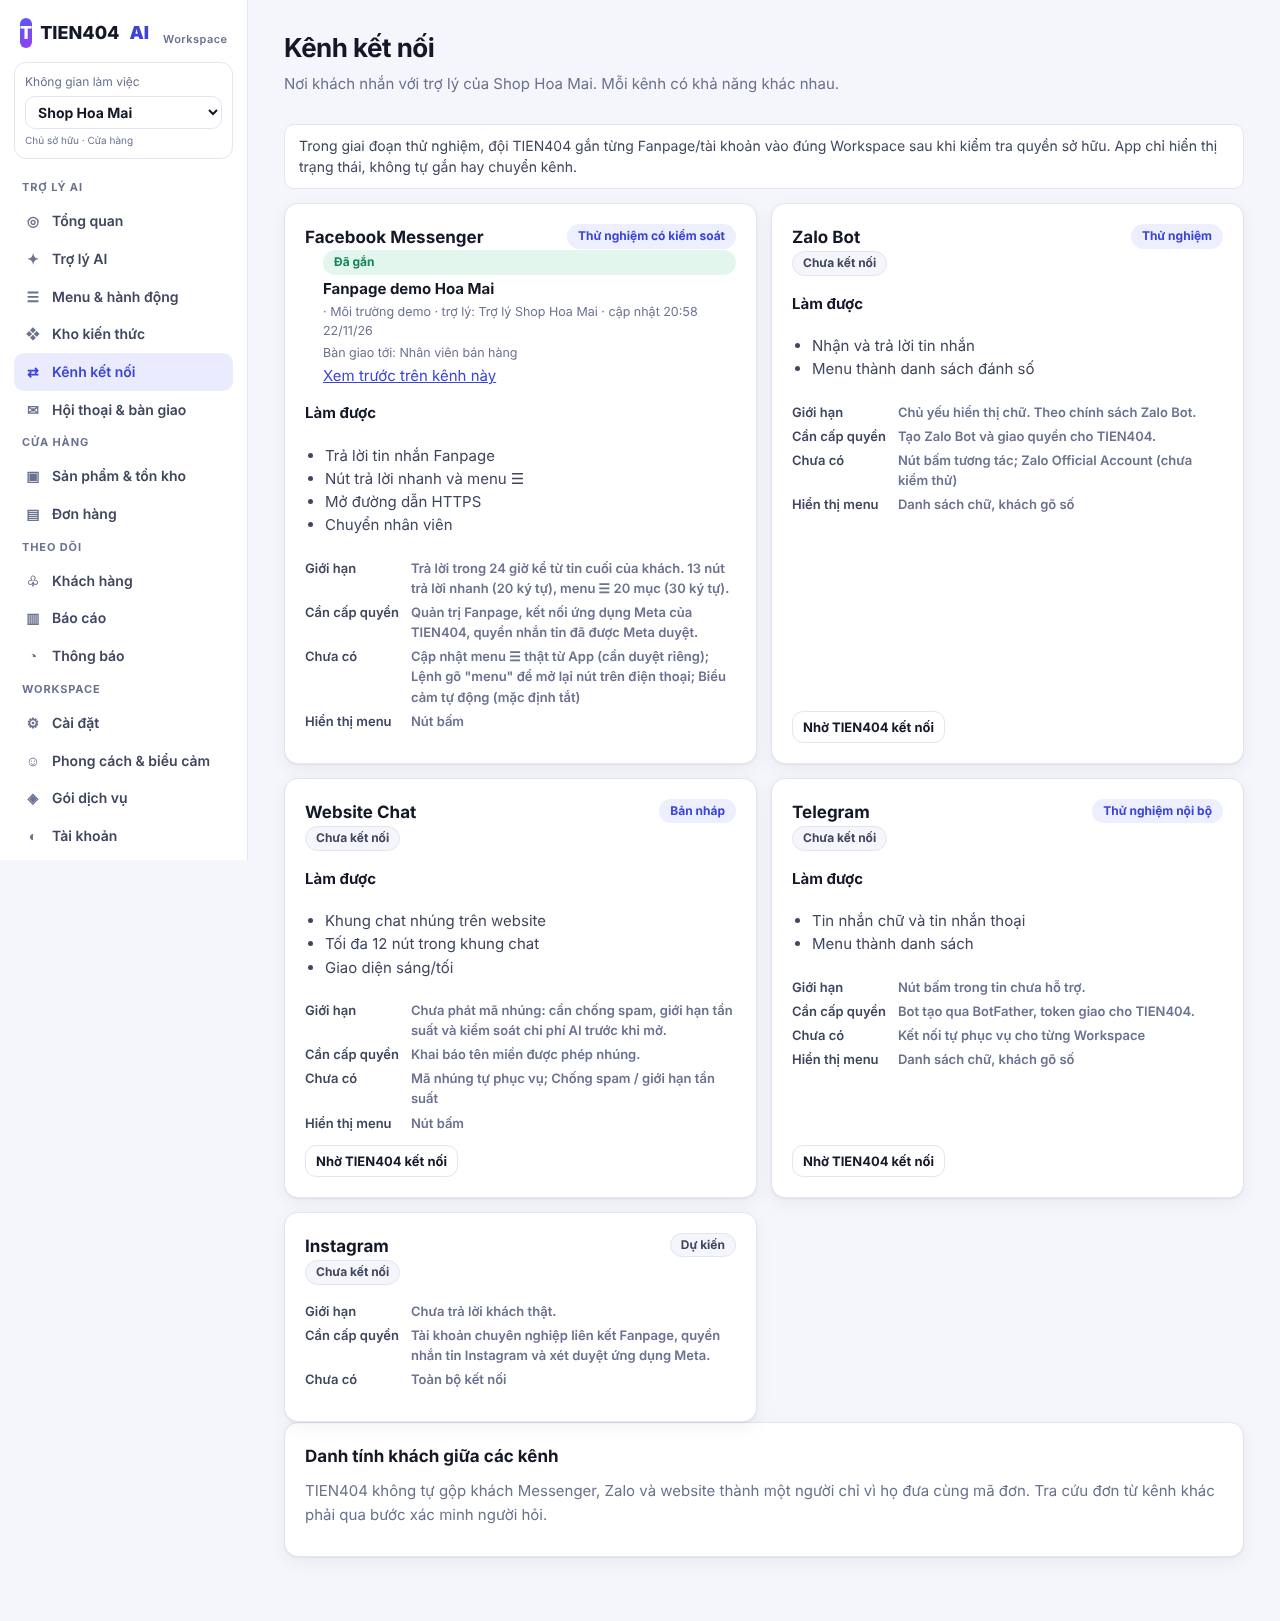 T TIEN404 AI Workspace
Không gian làm việc
Shop Hoa Mai
Chủ sở hữu · Cửa hàng
TRỢ LÝ AI
Tổng quan
Trợ lý AI
Menu & hành động
Kho kiến thức
Kênh kết nối
Hội thoại & bàn giao
CỬA HÀNG
Sản phẩm & tồn kho
Đơn hàng
THEO DÕI
Khách hàng
Báo cáo
Thông báo
WORKSPACE
Cài đặt
Phong cách & biểu cảm
Gói dịch vụ
Tài khoản
Kênh kết nối
Nơi khách nhắn với trợ lý của Shop Hoa Mai. Mỗi kênh có khả năng khác nhau.
Trong giai đoạn thử nghiệm, đội TIEN404 gắn từng Fanpage/tài khoản vào đúng Workspace sau khi kiểm tra quyền sở hữu. App chỉ hiển thị
trạng thái, không tự gắn hay chuyển kênh.
Facebook Messenger
Thử nghiệm có kiểm soát
Đã gắn
Fanpage demo Hoa Mai
· Môi trường demo · trợ lý: Trợ lý Shop Hoa Mai · cập nhật 20:58
22/11/26
Bàn giao tới: Nhân viên bán hàng
Xem trước trên kênh này
Làm được
• Trả lời tin nhắn Fanpage
• Nút trả lời nhanh và menu ☰
• Mở đường dẫn HTTPS
• Chuyển nhân viên
Giới hạn Trả lời trong 24 giờ kể từ tin cuối của khách. 13 nút
trả lời nhanh (20 ký tự), menu ☰ 20 mục (30 ký tự).
Cần cấp quyền Quản trị Fanpage, kết nối ứng dụng Meta của
TIEN404, quyền nhắn tin đã được Meta duyệt.
Chưa có Cập nhật menu ☰ thật từ App (cần duyệt riêng);
Lệnh gõ "menu" để mở lại nút trên điện thoại; Biểu
cảm tự động (mặc định tắt)
Hiển thị menu Nút bấm
Zalo Bot
Thử nghiệm
Chưa kết nối
Làm được
• Nhận và trả lời tin nhắn
• Menu thành danh sách đánh số
Giới hạn Chủ yếu hiển thị chữ. Theo chính sách Zalo Bot.
Cần cấp quyền Tạo Zalo Bot và giao quyền cho TIEN404.
Chưa có Nút bấm tương tác; Zalo Official Account (chưa
kiểm thử)
Hiển thị menu Danh sách chữ, khách gõ số
Nhờ TIEN404 kết nối
Website Chat
Bản nháp
Chưa kết nối
Làm được
• Khung chat nhúng trên website
• Tối đa 12 nút trong khung chat
• Giao diện sáng/tối
Giới hạn Chưa phát mã nhúng: cần chống spam, giới hạn tần
suất và kiểm soát chi phí AI trước khi mở.
Cần cấp quyền Khai báo tên miền được phép nhúng.
Chưa có Mã nhúng tự phục vụ; Chống spam / giới hạn tần
suất
Hiển thị menu Nút bấm
Nhờ TIEN404 kết nối
Telegram
Thử nghiệm nội bộ
Chưa kết nối
Làm được
• Tin nhắn chữ và tin nhắn thoại
• Menu thành danh sách
Giới hạn Nút bấm trong tin chưa hỗ trợ.
Cần cấp quyền Bot tạo qua BotFather, token giao cho TIEN404.
Chưa có Kết nối tự phục vụ cho từng Workspace
Hiển thị menu Danh sách chữ, khách gõ số
Nhờ TIEN404 kết nối
Instagram
Dự kiến
Chưa kết nối
Giới hạn Chưa trả lời khách thật.
Cần cấp quyền Tài khoản chuyên nghiệp liên kết Fanpage, quyền
nhắn tin Instagram và xét duyệt ứng dụng Meta.
Chưa có Toàn bộ kết nối
Danh tính khách giữa các kênh
TIEN404 không tự gộp khách Messenger, Zalo và website thành một người chỉ vì họ đưa cùng mã đơn. Tra cứu đơn từ kênh khác
phải qua bước xác minh người hỏi.